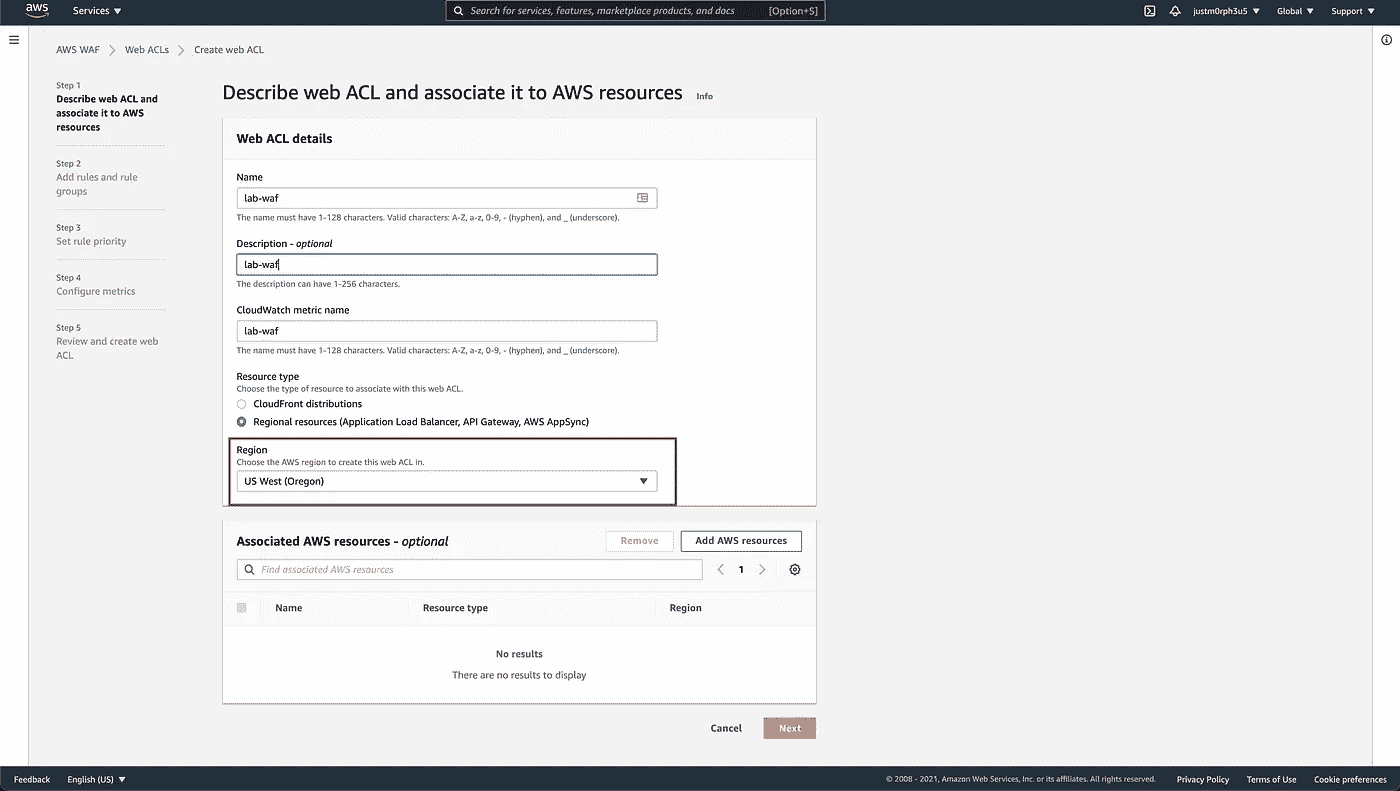 aws
Services
Search for services, features, marketplace products, and docs
[Option+S]
justm0rph3u5
Global
Support
AWS WAF
Web ACLs
Create web ACL
Step 1
Describe web ACL and
associate it to AWS
resources
Step 2
Add rules and rule
groups
Step 3
Set rule priority
Step 4
Configure metrics
Step 5
Review and create web
ACL
Describe web ACL and associate it to AWS resources
Info
Web ACL details
Name
lab-waf
The name must have 1-128 characters. Valid characters: A-Z, a-z, 0-9, - (hyphen), and _ (underscore).
Description - optional
lab-waf
The description can have 1-256 characters.
CloudWatch metric name
lab-waf
The name must have 1-128 characters. Valid characters: A-Z, a-z, 0-9, - (hyphen), and _ (underscore).
Resource type
Choose the type of resource to associate with this web ACL.
CloudFront distributions
Regional resources (Application Load Balancer, API Gateway, AWS AppSync)
Region
Choose the AWS region to create this web ACL in.
US West (Oregon)
Associated AWS resources - optional
Remove
Add AWS resources
Find associated AWS resources
1
Name
Resource type
Region
No results
There are no results to display
Cancel
Next
Feedback
English (US)
© 2008 - 2021, Amazon Web Services, Inc. or its affiliates. All rights reserved.
Privacy Policy
Terms of Use
Cookie preferences